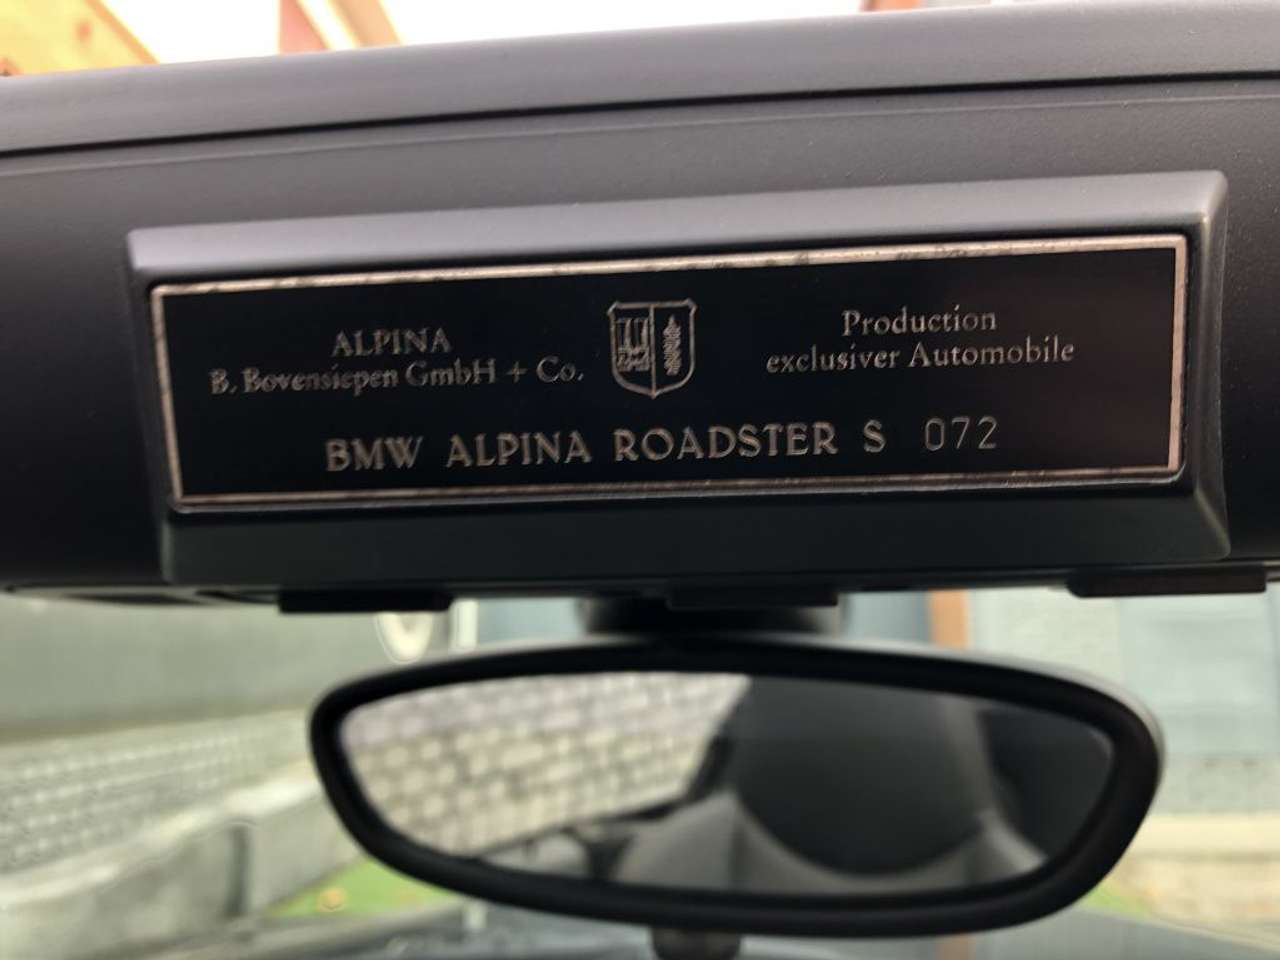 ALPINA
B. Bovensiepen GmbH + Co.
Production
exclusiver Automobile
BMW ALPINA ROADSTER S 072